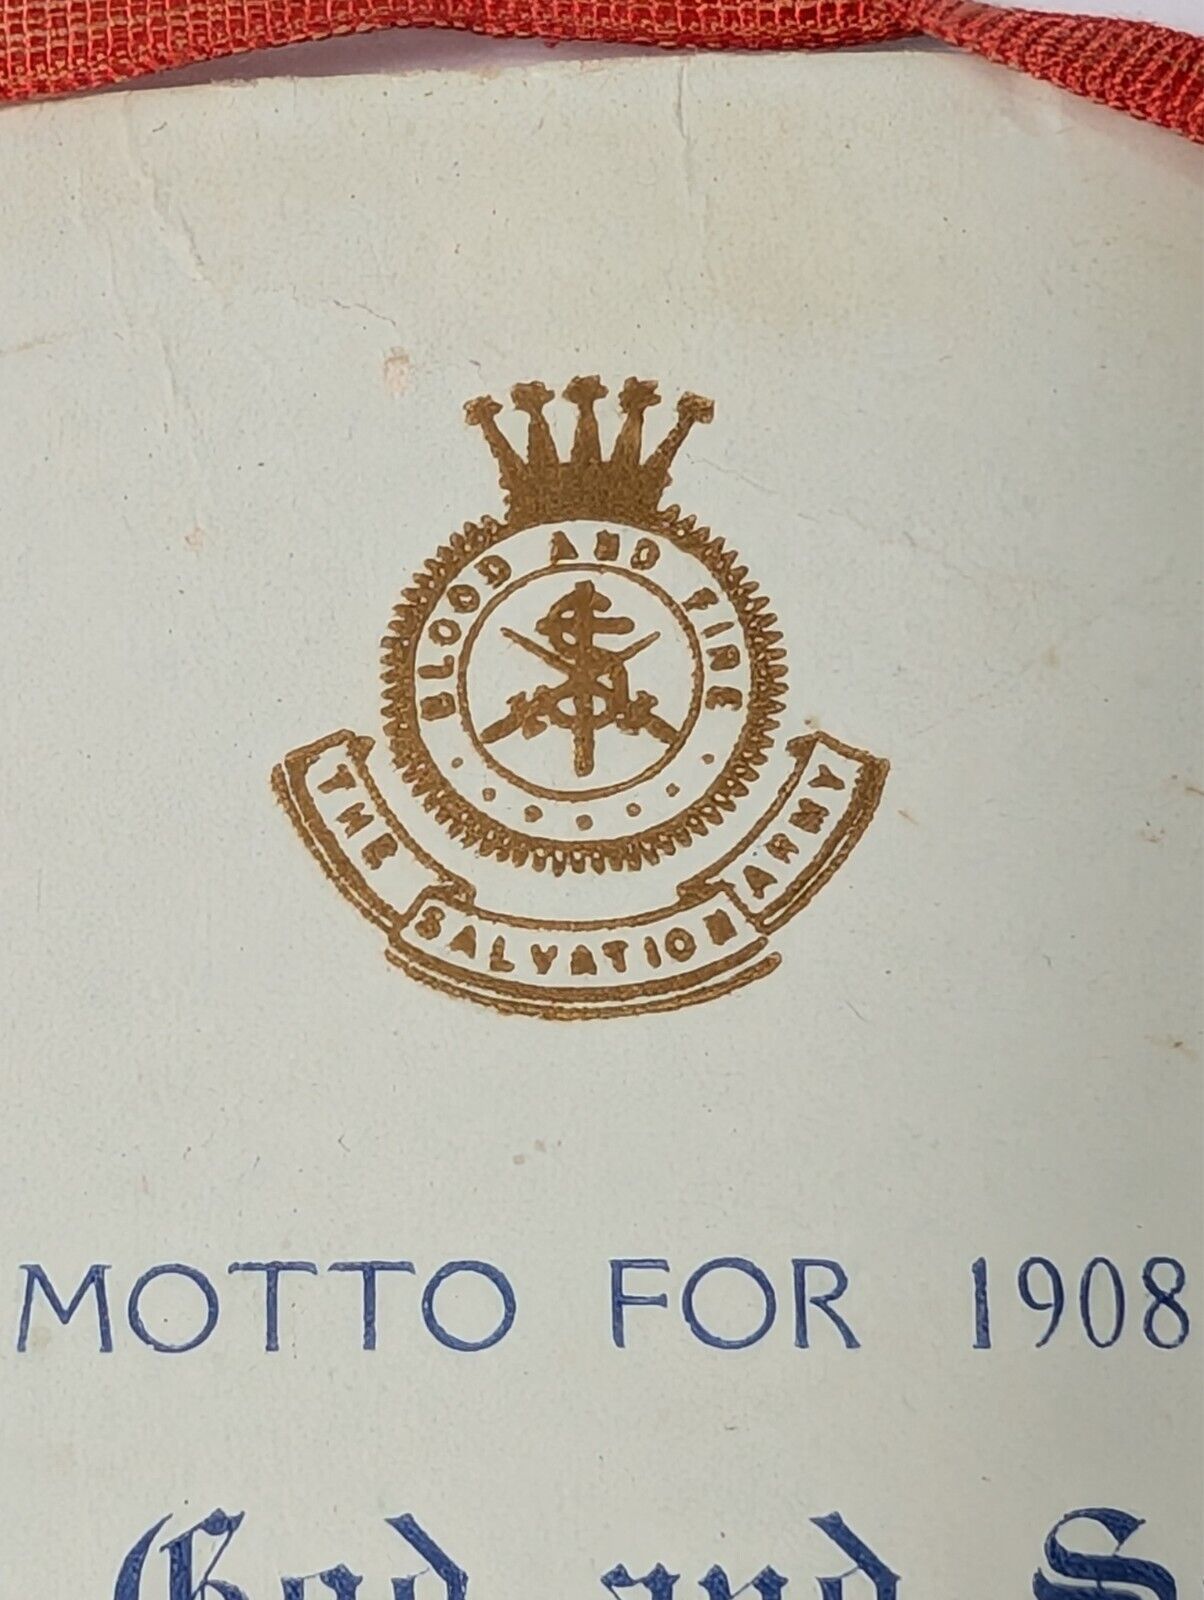 BLOOD AND FIRE
THE SALVATION ARMY
MOTTO FOR 1908
God and